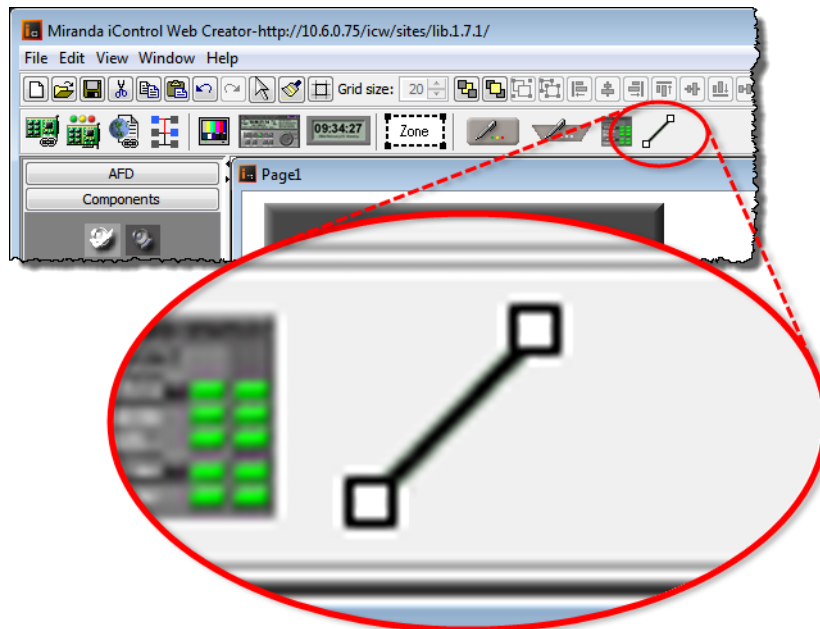 Miranda iControl Web Creator-http://10.6.0.75/icw/sites/lib.1.7.1/
File Edit View Window Help
Grid size: 20
09:34:27
Zone
AFD
Page1
Components